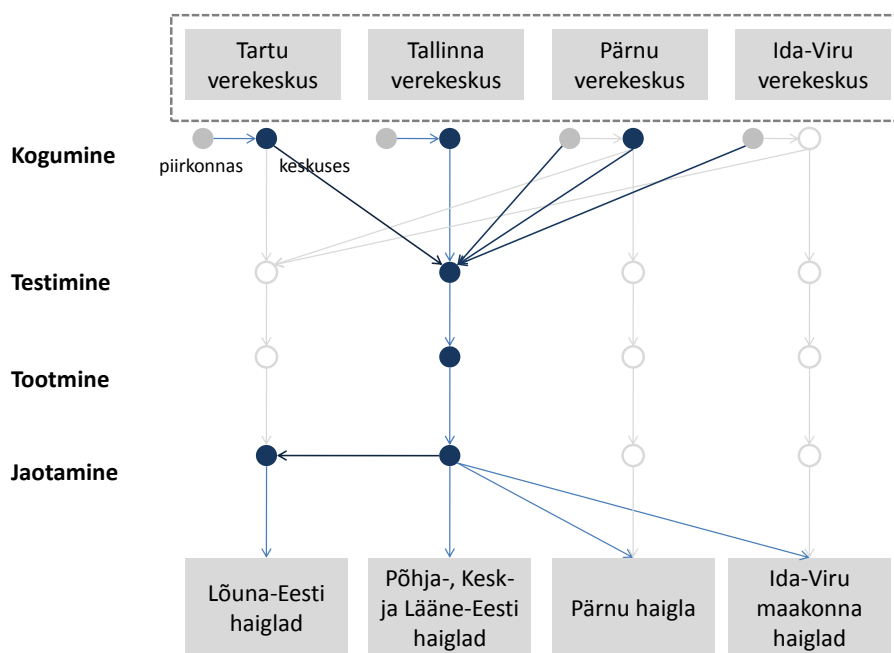 Tartu
verekeskus
Tallinna
verekeskus
Pärnu
verekeskus
Ida-Viru
verekeskus
Kogumine
piirkonnas
keskuses
Testimine
Tootmine
Jaotamine
Lõuna-Eesti
haiglad
Põhja-, Kesk-
ja Lääne-Eesti
haiglad
Pärnu haigla
Ida-Viru
maakonna
haiglad